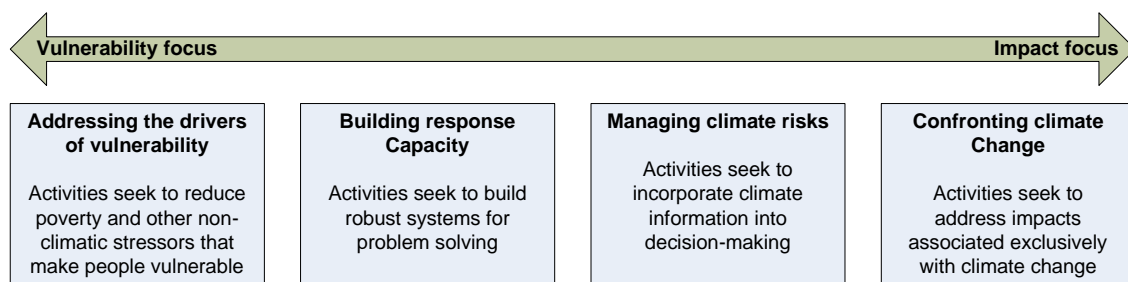 Vulnerability focus
Impact focus
Addressing the drivers
of vulnerability
Activities seek to reduce
poverty and other non-
climatic stressors that
make people vulnerable
Building response
Capacity
Activities seek to build
robust systems for
problem solving
Managing climate risks
Activities seek to
incorporate climate
information into
decision-making
Confronting climate
Change
Activities seek to
address impacts
associated exclusively
with climate change